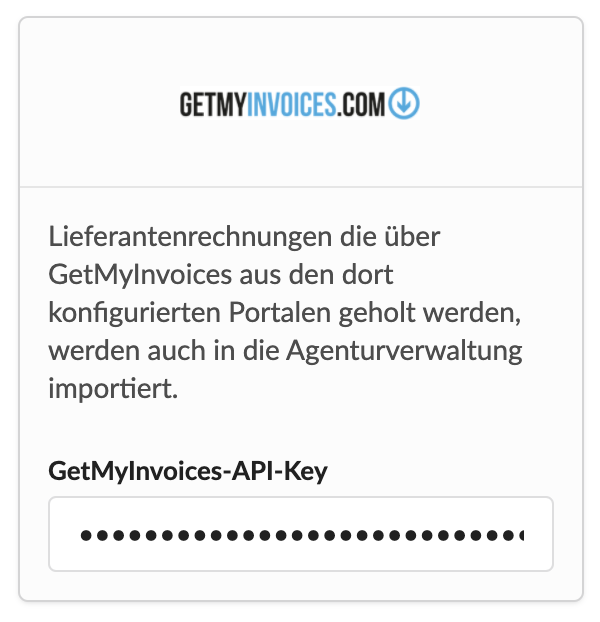 GETMYINVOICES.COM
Lieferantenrechnungen die über
GetMyInvoices aus den dort
konfigurierten Portalen geholt werden,
werden auch in die Agenturverwaltung
importiert.
GetMyInvoices-API-Key